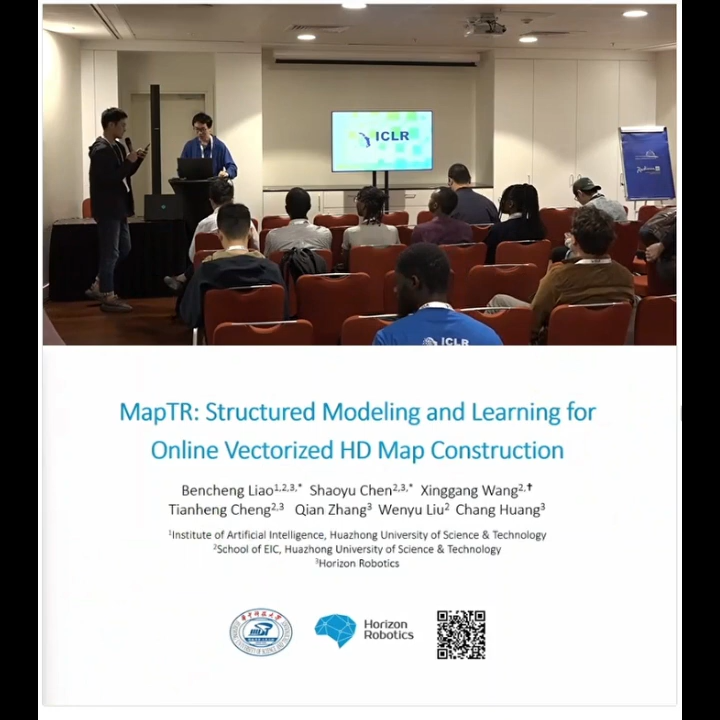 ICLR
Radisson
ICLR
MapTR: Structured Modeling and Learning for
Online Vectorized HD Map Construction
Bencheng Liao1,2,3,* Shaoyu Chen2,3,* Xinggang Wang2,✝
Tianheng Cheng2,3 Qian Zhang3 Wenyu Liu2 Chang Huang3
1Institute of Artificial Intelligence, Huazhong University of Science & Technology
2School of EIC, Huazhong University of Science & Technology
3Horizon Robotics
Horizon
Robotics